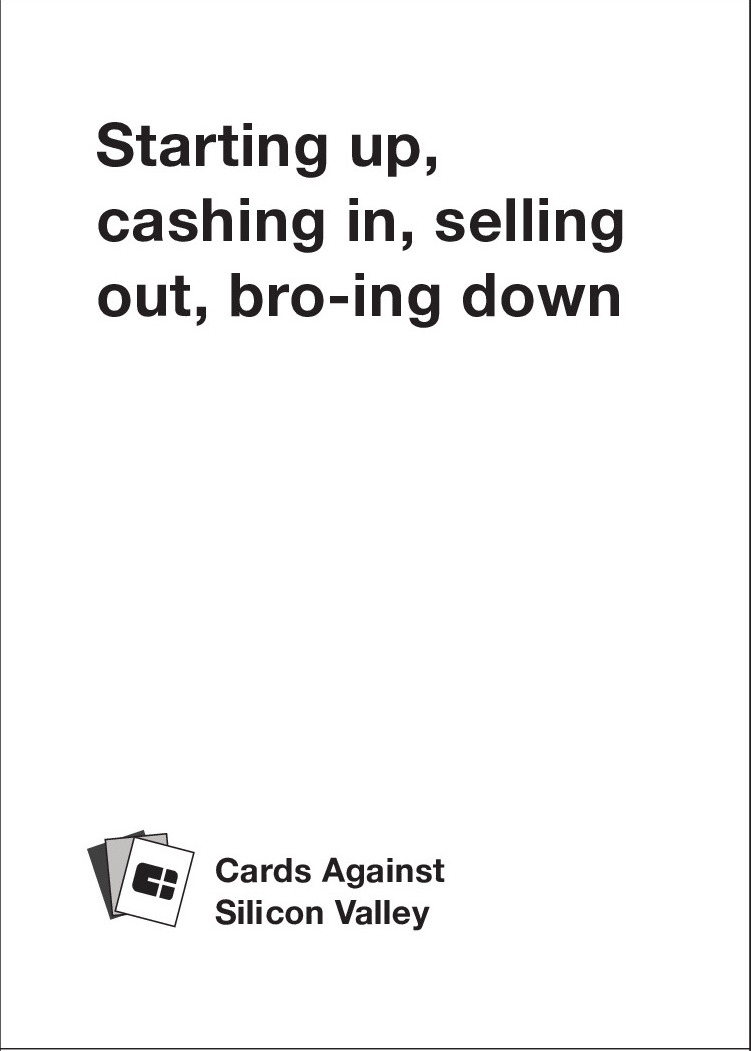 Starting up,
cashing in, selling
out, bro-ing down
Cards Against
Silicon Valley